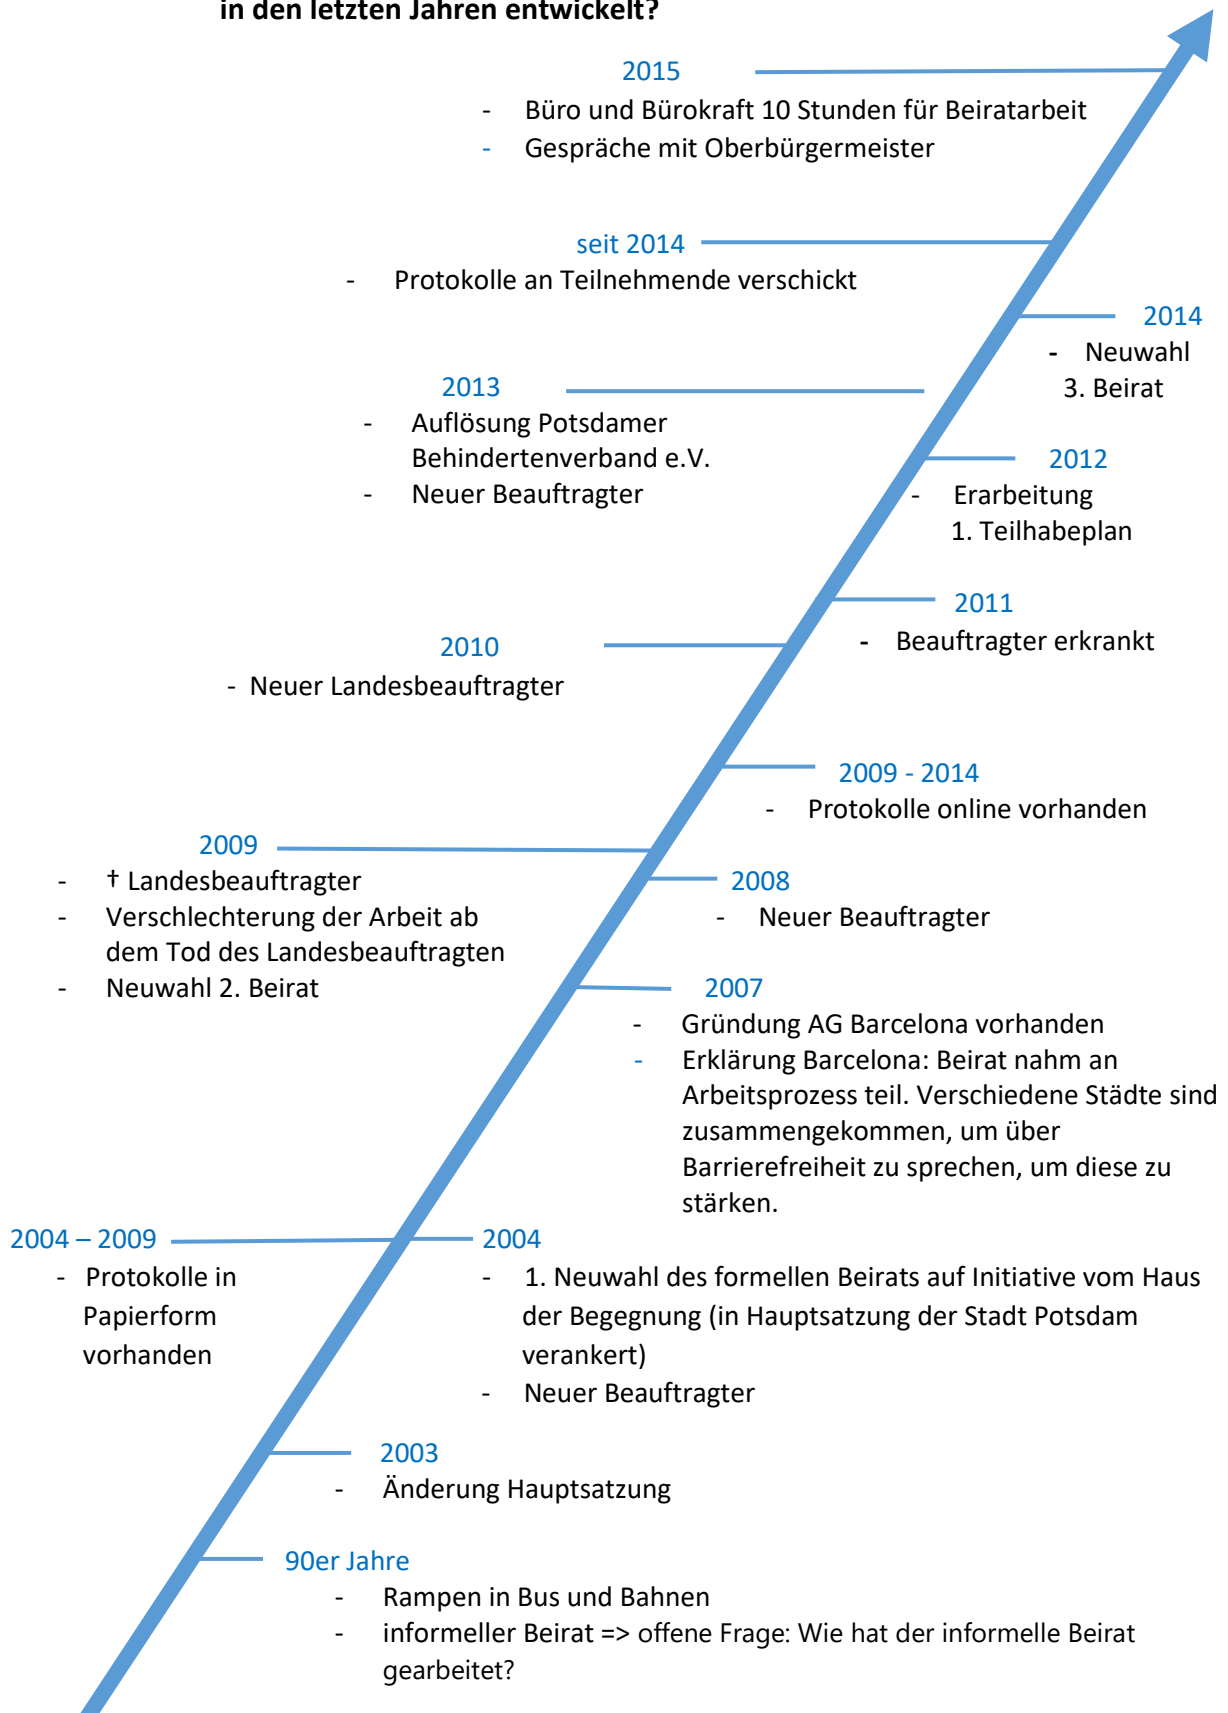 in den letzten Jahren entwickelt?
2015
- Büro und Bürokraft 10 Stunden für Beiratarbeit
- Gespräche mit Oberbürgermeister
seit 2014
- Protokolle an Teilnehmende verschickt
2014
- Neuwahl
3. Beirat
2013
- Auflösung Potsdamer
Behindertenverband e.V.
- Neuer Beauftragter
2012
- Erarbeitung
1. Teilhabeplan
2011
- Beauftragter erkrankt
2010
- Neuer Landesbeauftragter
2009 - 2014
- Protokolle online vorhanden
2009
- † Landesbeauftragter
- Verschlechterung der Arbeit ab
dem Tod des Landesbeauftragten
- Neuwahl 2. Beirat
2008
- Neuer Beauftragter
2007
- Gründung AG Barcelona vorhanden
- Erklärung Barcelona: Beirat nahm an
Arbeitsprozess teil. Verschiedene Städte sind
zusammengekommen, um über
Barrierefreiheit zu sprechen, um diese zu
stärken.
2004 – 2009
- Protokolle in
Papierform
vorhanden
2004
- 1. Neuwahl des formellen Beirats auf Initiative vom Haus
der Begegnung (in Hauptsatzung der Stadt Potsdam
verankert)
- Neuer Beauftragter
2003
- Änderung Hauptsatzung
90er Jahre
- Rampen in Bus und Bahnen
- informeller Beirat => offene Frage: Wie hat der informelle Beirat
gearbeitet?